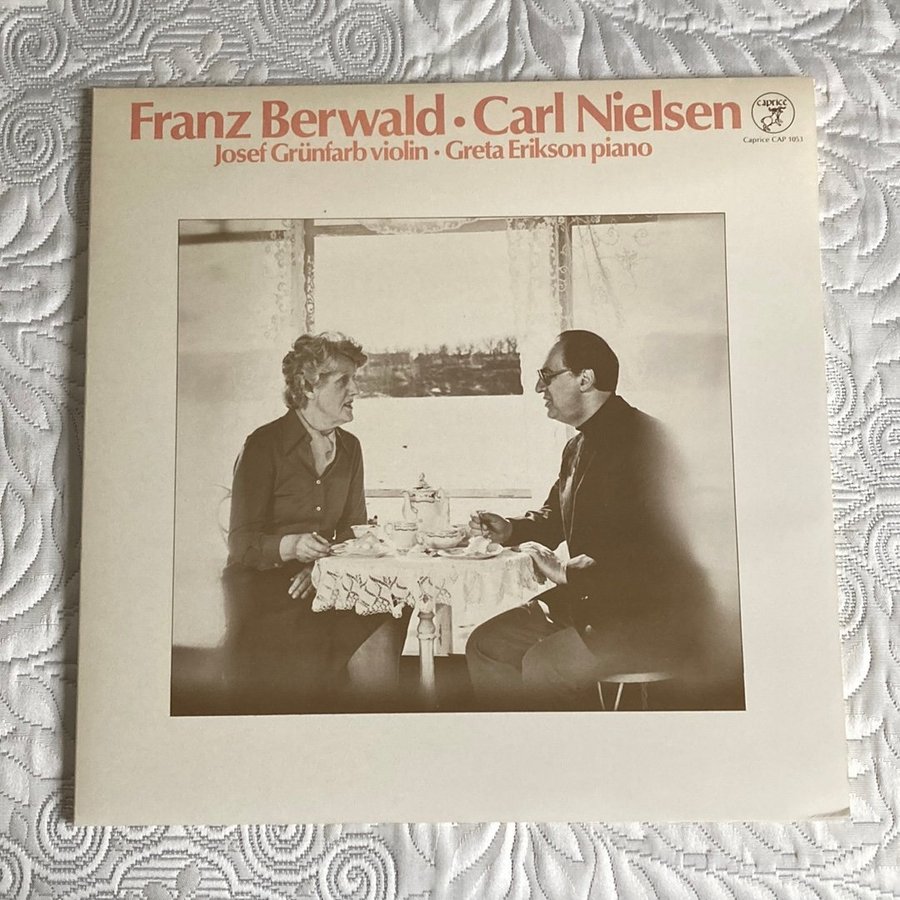 Franz Berwald · Carl Nielsen
Josef Grünfarb violin · Greta Erikson piano
caprice
Caprice CAP 1053